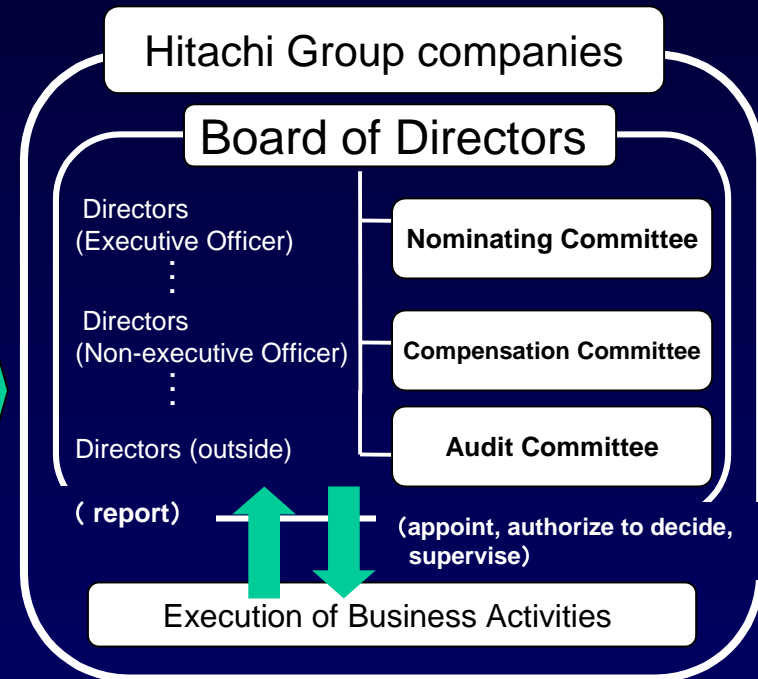 Hitachi Group companies
Board of Directors
Directors
(Executive Officer)
Nominating Committee
Directors
(Non-executive Officer)
Compensation Committee
Directors (outside)
Audit Committee
( report)
(appoint, authorize to decide,
supervise)
Execution of Business Activities